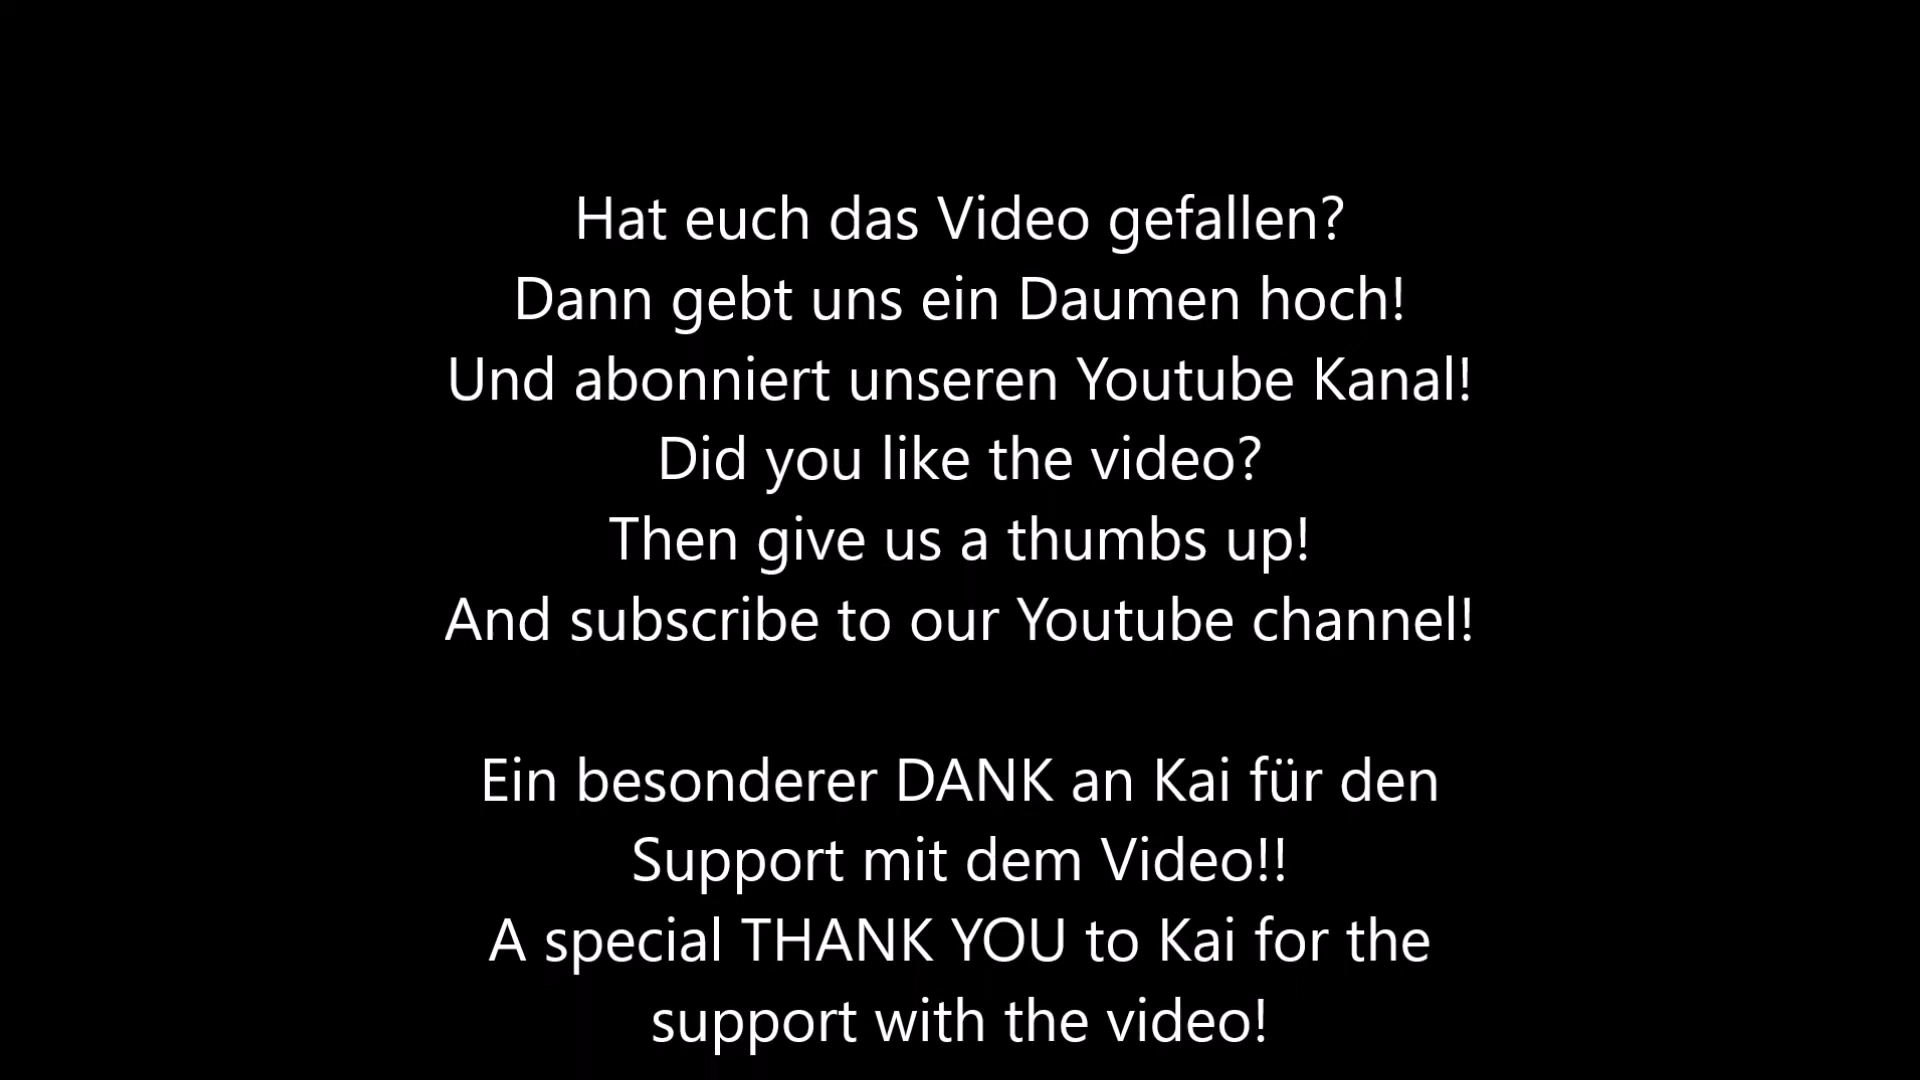 Hat euch das Video gefallen?
Dann gebt uns ein Daumen hoch!
Und abonniert unseren Youtube Kanal!
Did you like the video?
Then give us a thumbs up!
And subscribe to our Youtube channel!
Ein besonderer DANK an Kai für den
Support mit dem Video!!
A special THANK YOU to Kai for the
support with the video!